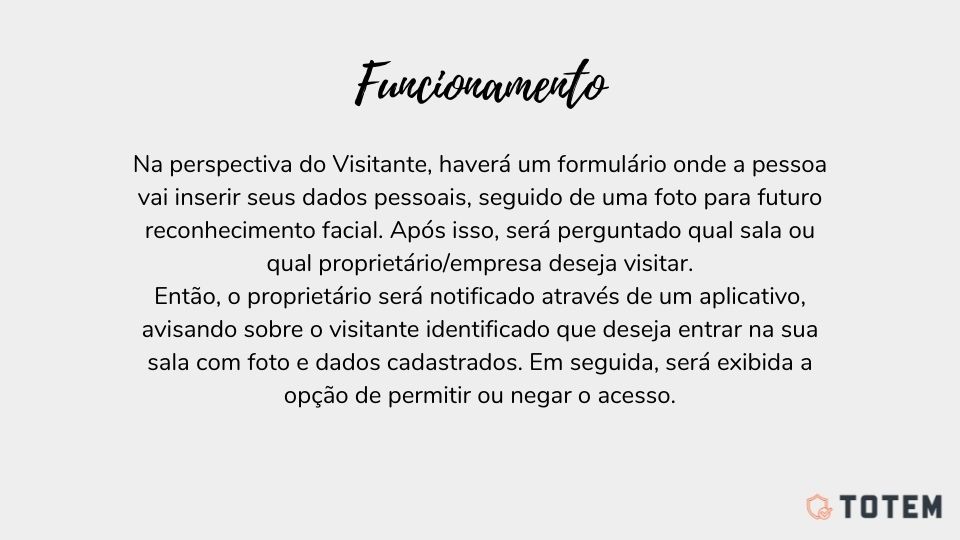 Funcionamento
Na perspectiva do Visitante, haverá um formulário onde a pessoa
vai inserir seus dados pessoais, seguido de uma foto para futuro
reconhecimento facial. Após isso, será perguntado qual sala ou
qual proprietário/empresa deseja visitar.
Então, o proprietário será notificado através de um aplicativo,
avisando sobre o visitante identificado que deseja entrar na sua
sala com foto e dados cadastrados. Em seguida, será exibida a
opção de permitir ou negar o acesso.
TOTEM